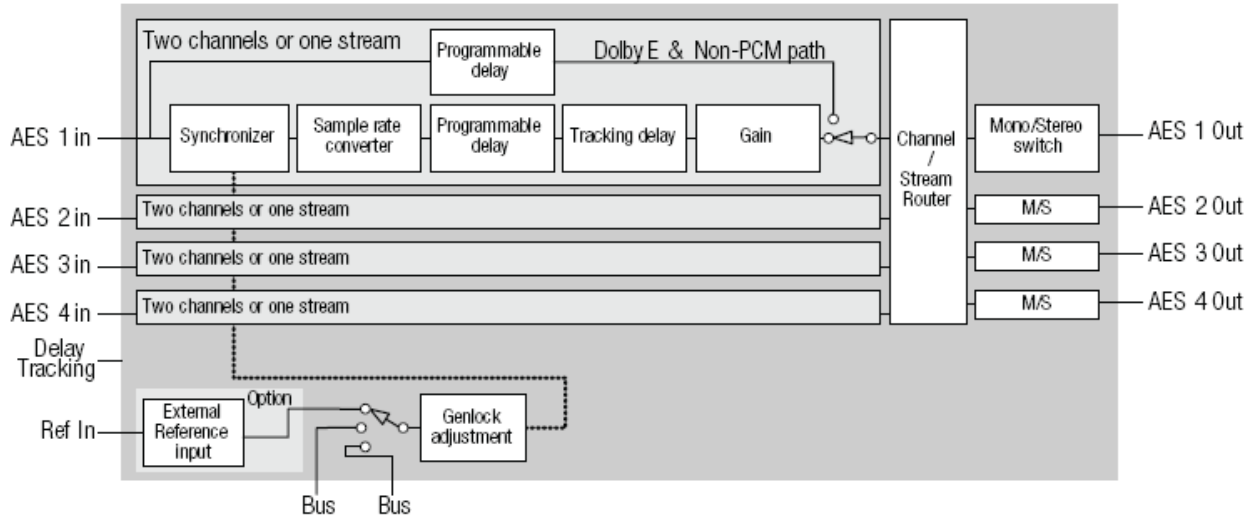 Two channels or one stream
Programmable
delay
Dolby E & Non-PCM path
AES 1 in
Synchronizer
Sample rate
converter
Programmable
delay
Tracking delay
Gain
Channel
/
Stream
Router
Mono/Stereo
switch
AES 1 Out
AES 2 in
Two channels or one stream
M/S
AES 2 Out
AES 3 in
Two channels or one stream
M/S
AES 3 Out
AES 4 in
Two channels or one stream
M/S
AES 4 Out
Delay
Tracking
Ref In
External
Reference
input
Option
Genlock
adjustment
Bus
Bus